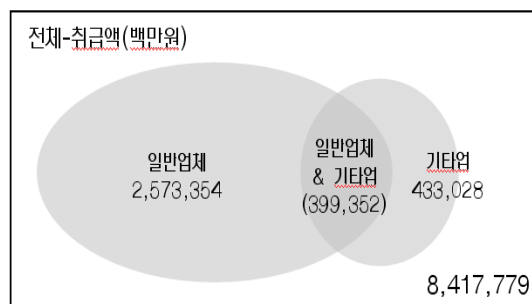 전체-취급액(백만원)
일반업체
2,573,354
일반업체
& 기타업
(399,352)
기타업
433,028
8,417,779